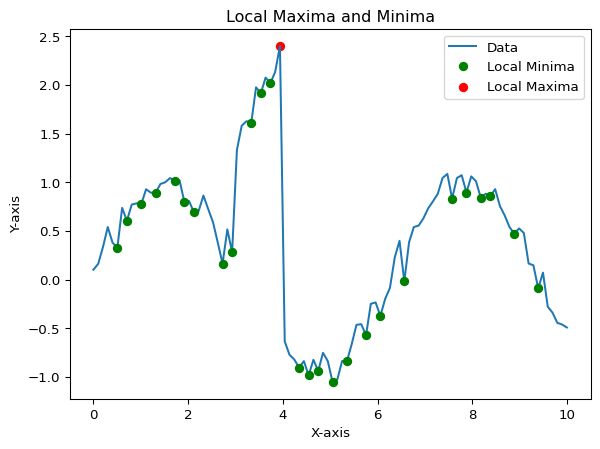 Local Maxima and Minima
2.5
2.0
1.5
1.0
0.5
0.0
−0.5
−1.0
Y-axis
Data
Local Minima
Local Maxima
0 2 4 6 8 10
X-axis